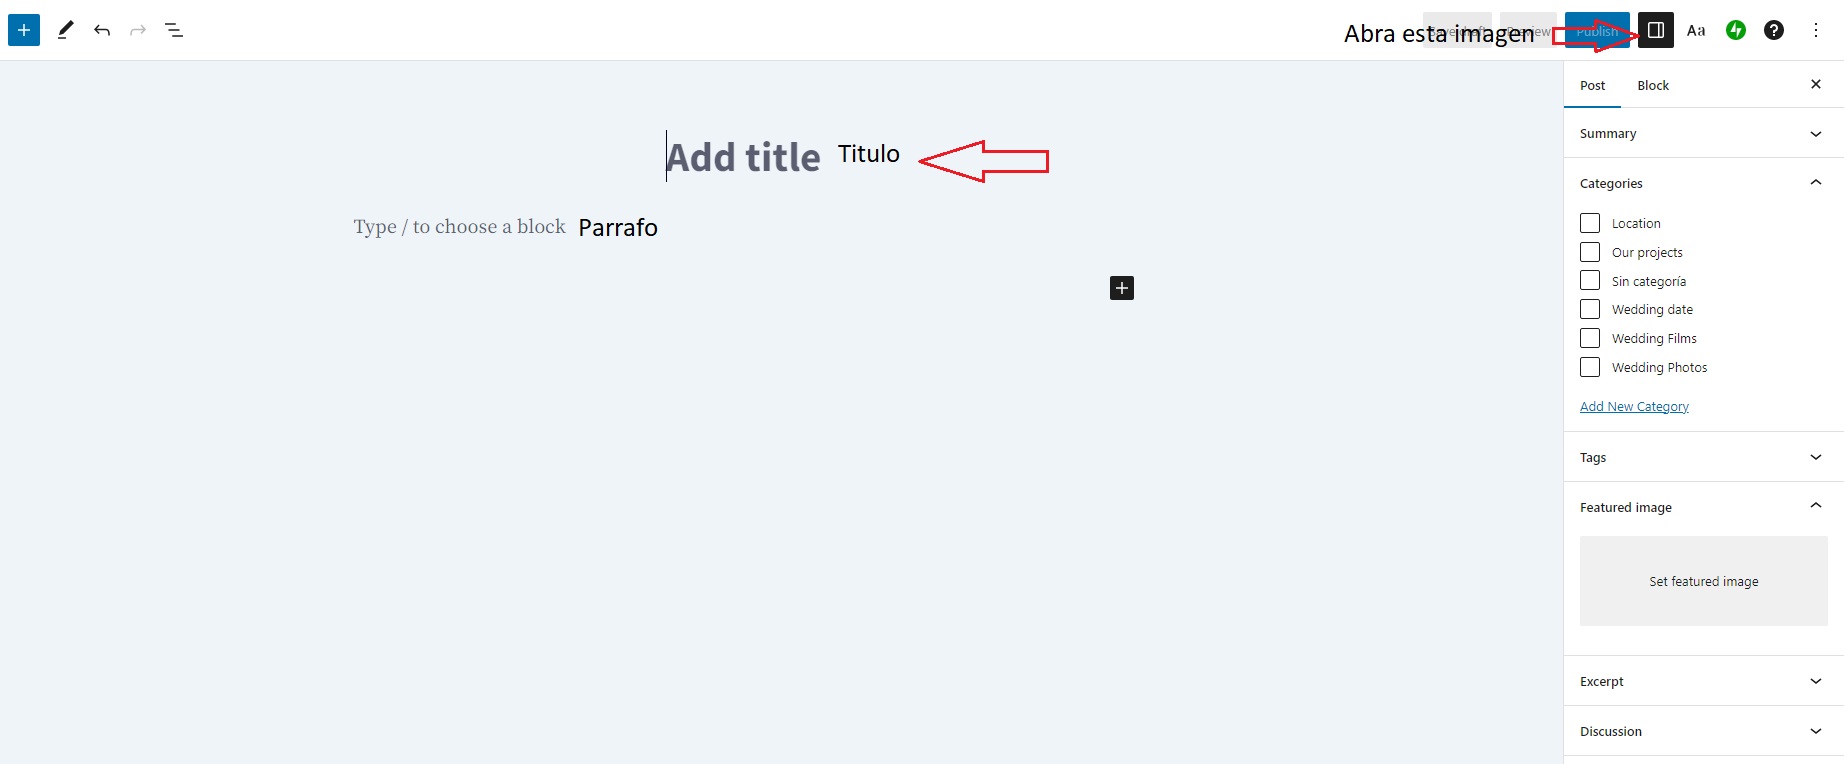 Save draft Preview Publish Aa
Abra esta imagen
Post Block
Add title Titulo
Type / to choose a block Parrafo
Summary
Categories
Location
Our projects
Sin categoría
Wedding date
Wedding Films
Wedding Photos
Add New Category
Tags
Featured image
Set featured image
Excerpt
Discussion